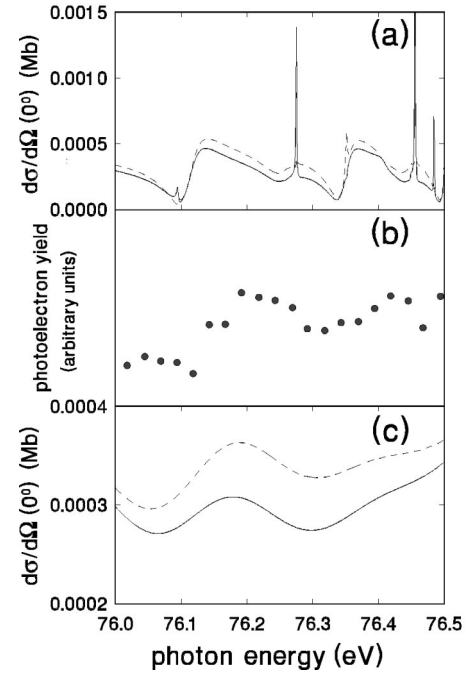 (a)
dσ/dΩ (0⁰) (Mb)
0.0015
0.0010
0.0005
0.0000
(b)
photoelectron yield
(arbitrary units)
(c)
dσ/dΩ (0⁰) (Mb)
0.0004
0.0003
0.0002
76.0 76.1 76.2 76.3 76.4 76.5
photon energy (eV)